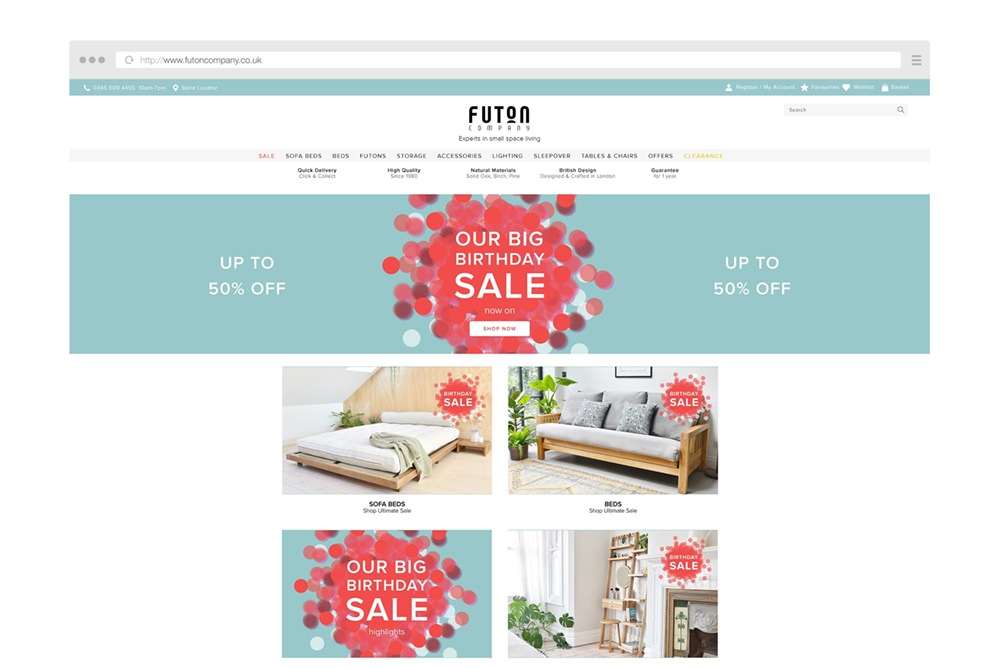 http://www.futoncompany.co.uk
0345 609 4455 10am-7pm Store Locator
Register / My Account Favourites Wishlist Basket
FUTON
COMPANY
Experts in small space living
Search
SALE SOFA BEDS BEDS FUTONS STORAGE ACCESSORIES LIGHTING SLEEPOVER TABLES & CHAIRS OFFERS CLEARANCE
Quick Delivery High Quality Natural Materials British Design Guarantee
Click & Collect Since 1980 Solid Oak, Birch, Pine Designed & Crafted in London for 1 year
UP TO
50% OFF
OUR BIG
BIRTHDAY
SALE
now on
SHOP NOW
UP TO
50% OFF
BIRTHDAY
SALE
BIRTHDAY
SALE
SOFA BEDS
Shop Ultimate Sale
BEDS
Shop Ultimate Sale
OUR BIG
BIRTHDAY
SALE
highlights
BIRTHDAY
SALE